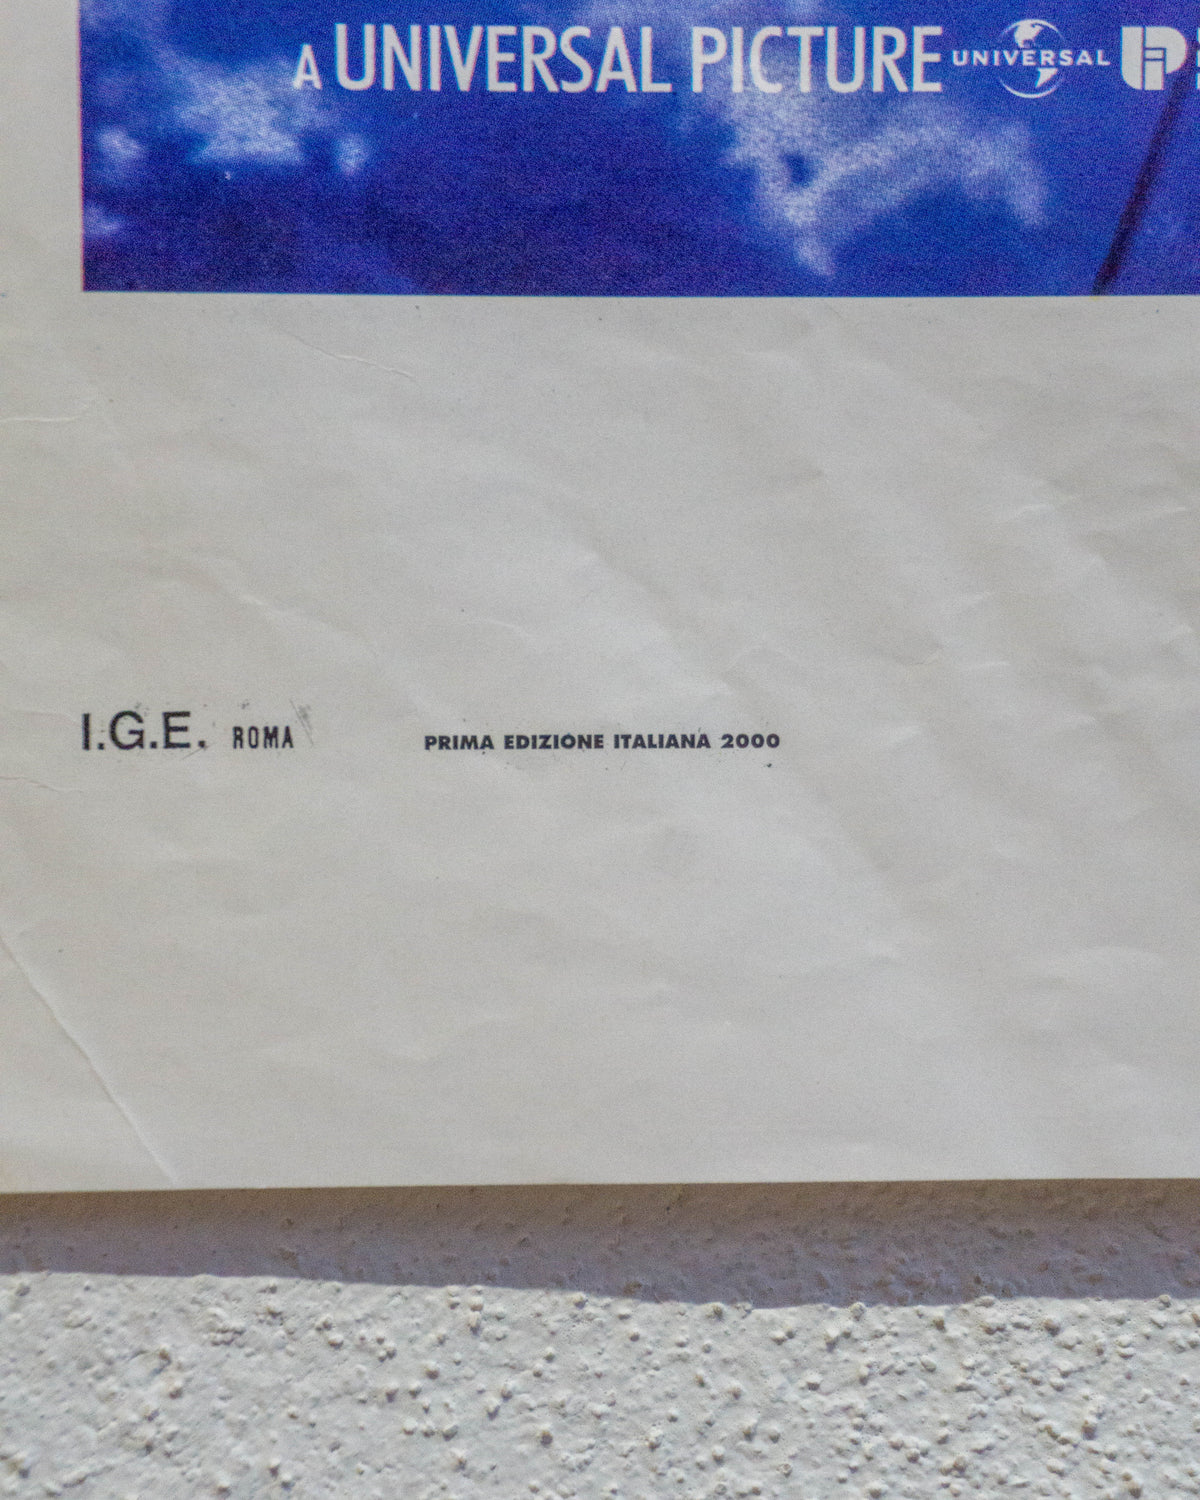 A UNIVERSAL PICTURE UNIVERSAL
I.G.E. ROMA PRIMA EDIZIONE ITALIANA 2000